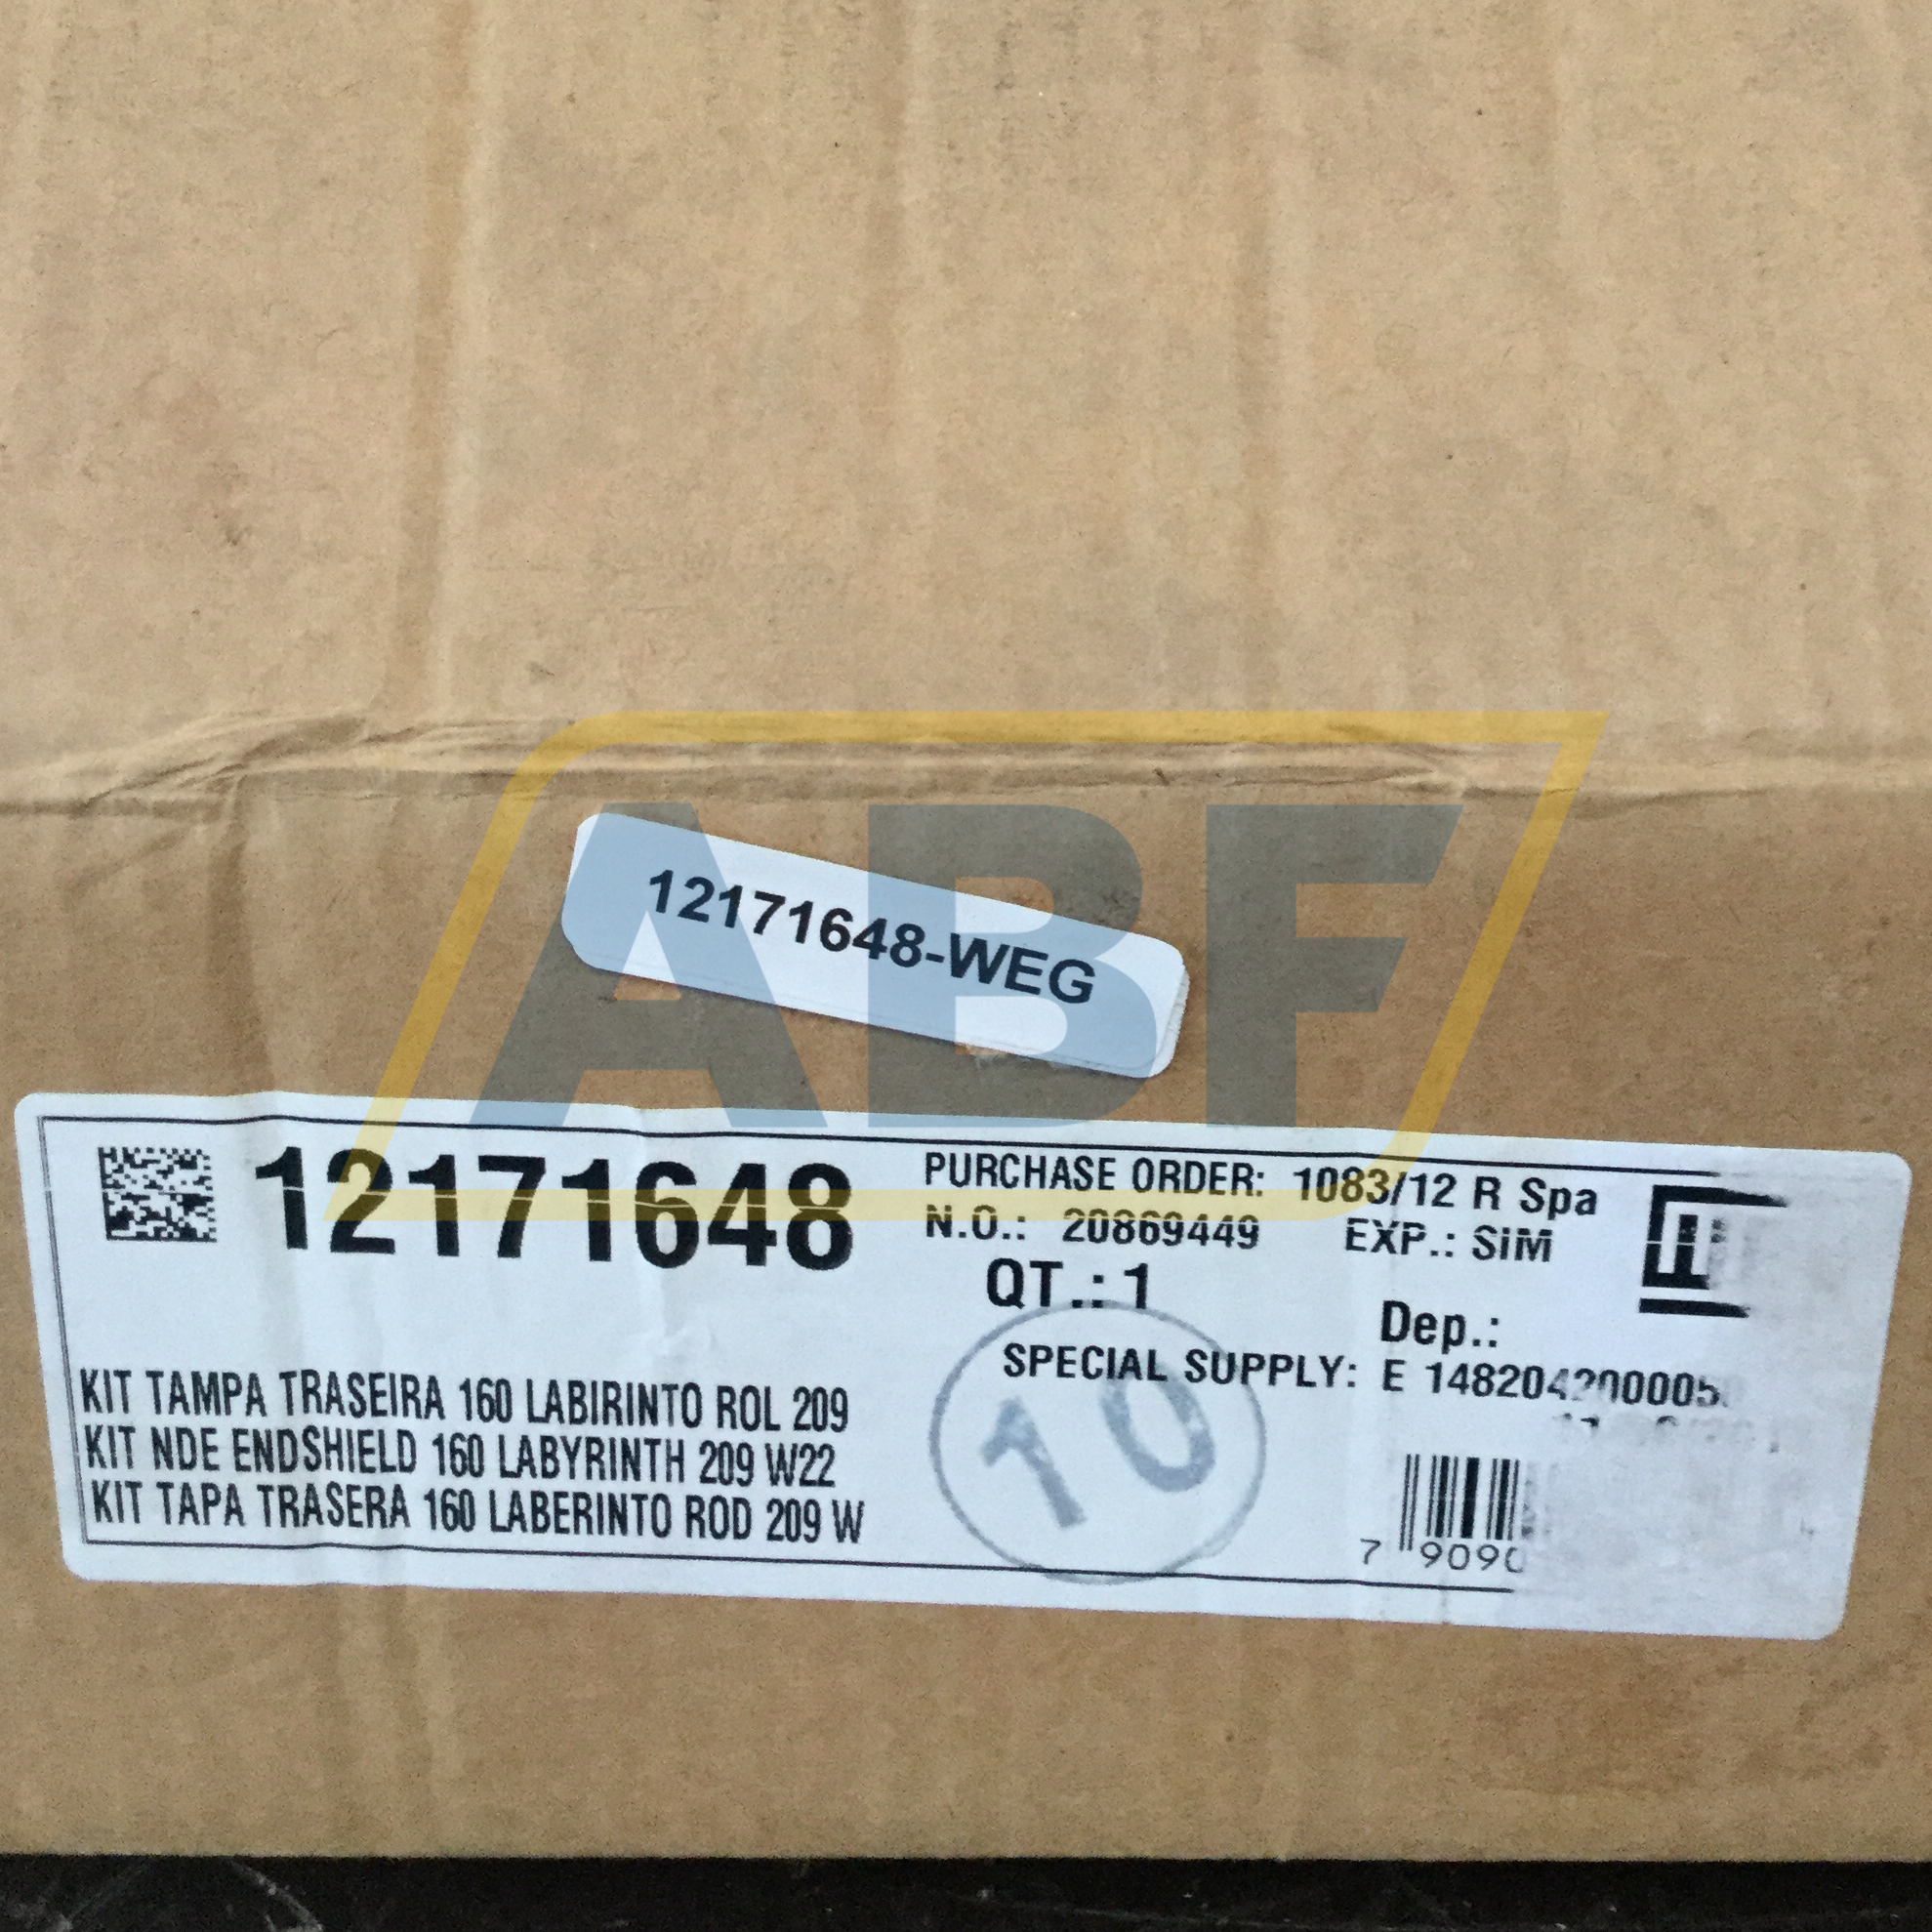 ABF
12171648-WEG
12171648
PURCHASE ORDER: 1083/12 R Spa
N.O.: 20869449 EXP.: SiM
QT.: 1
Dep.:
SPECIAL SUPPLY: E
KIT TAMPA TRASEIRA 160 LABIRINTO ROL 209
KIT NDE ENDSHIELD 160 LABYRINTH 209 W22
KIT TAPA TRASERA 160 LABERINTO ROD 209 W
10
7 9090